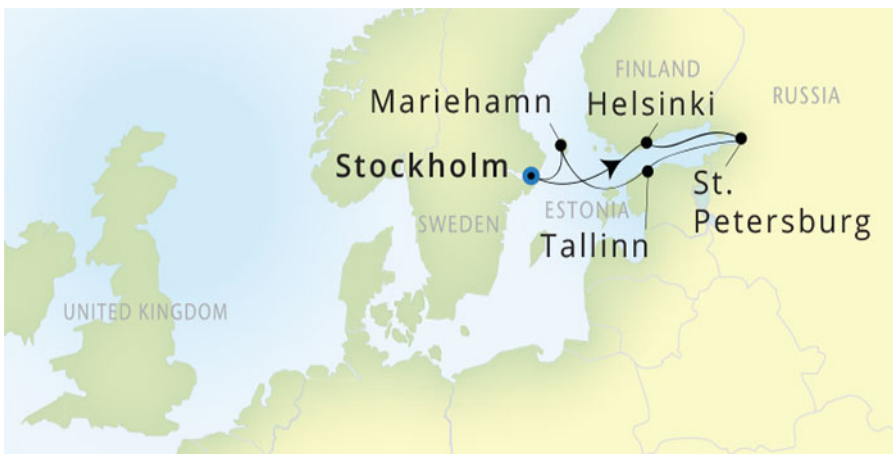 FINLAND
Mariehamn
Helsinki
RUSSIA
Stockholm
St.
Petersburg
ESTONIA
SWEDEN
Tallinn
UNITED KINGDOM